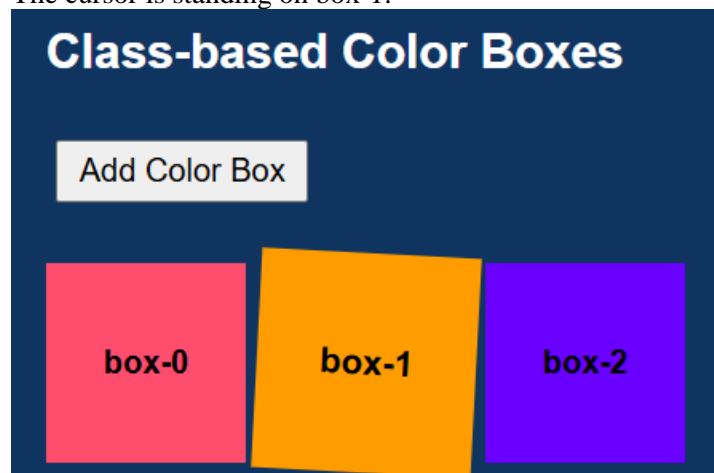 The cursor is standing on box-1.
Class-based Color Boxes
Add Color Box
box-0
box-1
box-2